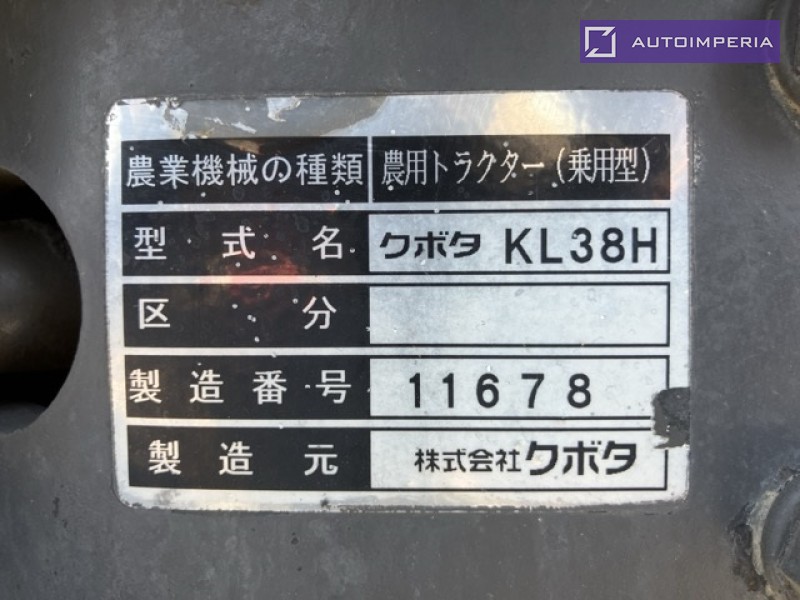 AUTOIMPERIA
農業機械の種類 農用トラクター(乗用型)
型式名 クボタ KL38H
区分
製造番号 11678
製造元 株式会社クボタ